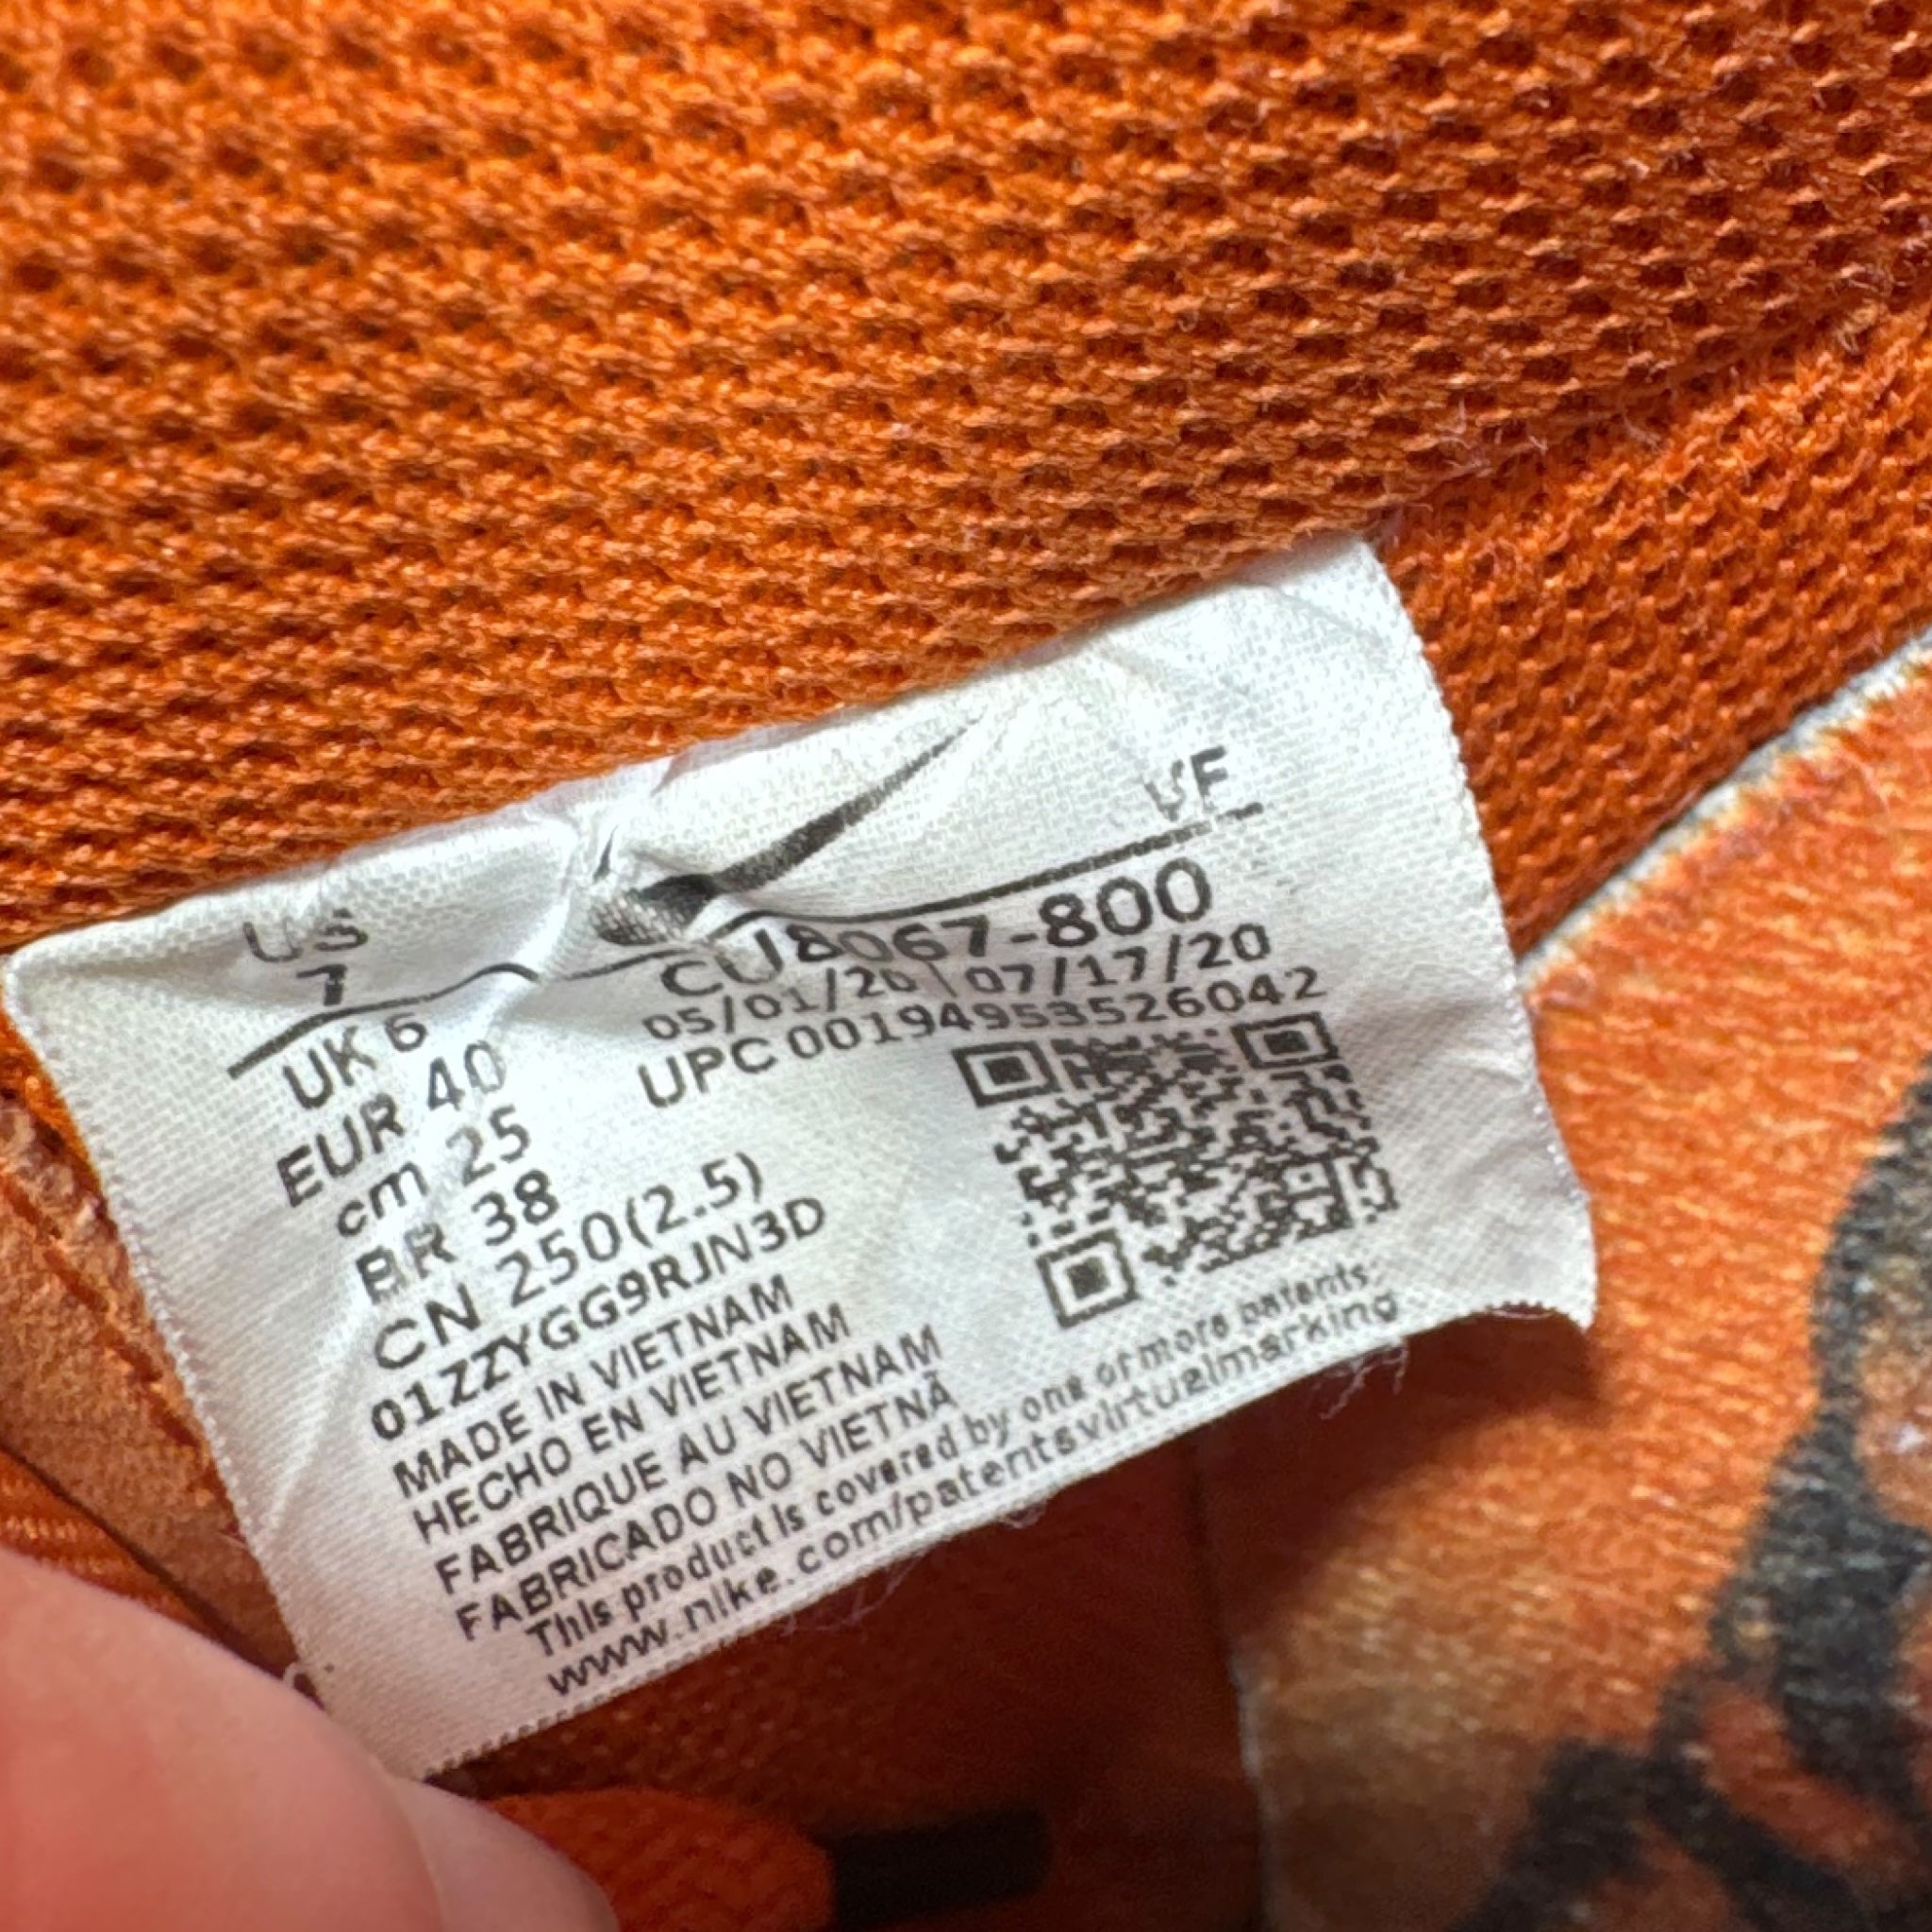 US
7
VF
UK 6
EUR 40
cm 25
BR 38
CN 250(2.5)
CU8067-800
05/01/20\07/17/20
UPC 00194953526042
01ZZYGG9RJN3D
MADE IN VIETNAM
HECHO EN VIETNAM
FABRIQUE AU VIETNAM
FABRICADO NO VIETNÃ
This product is covered by one or more patents:
www.nike.com/patentsvirtualmarking